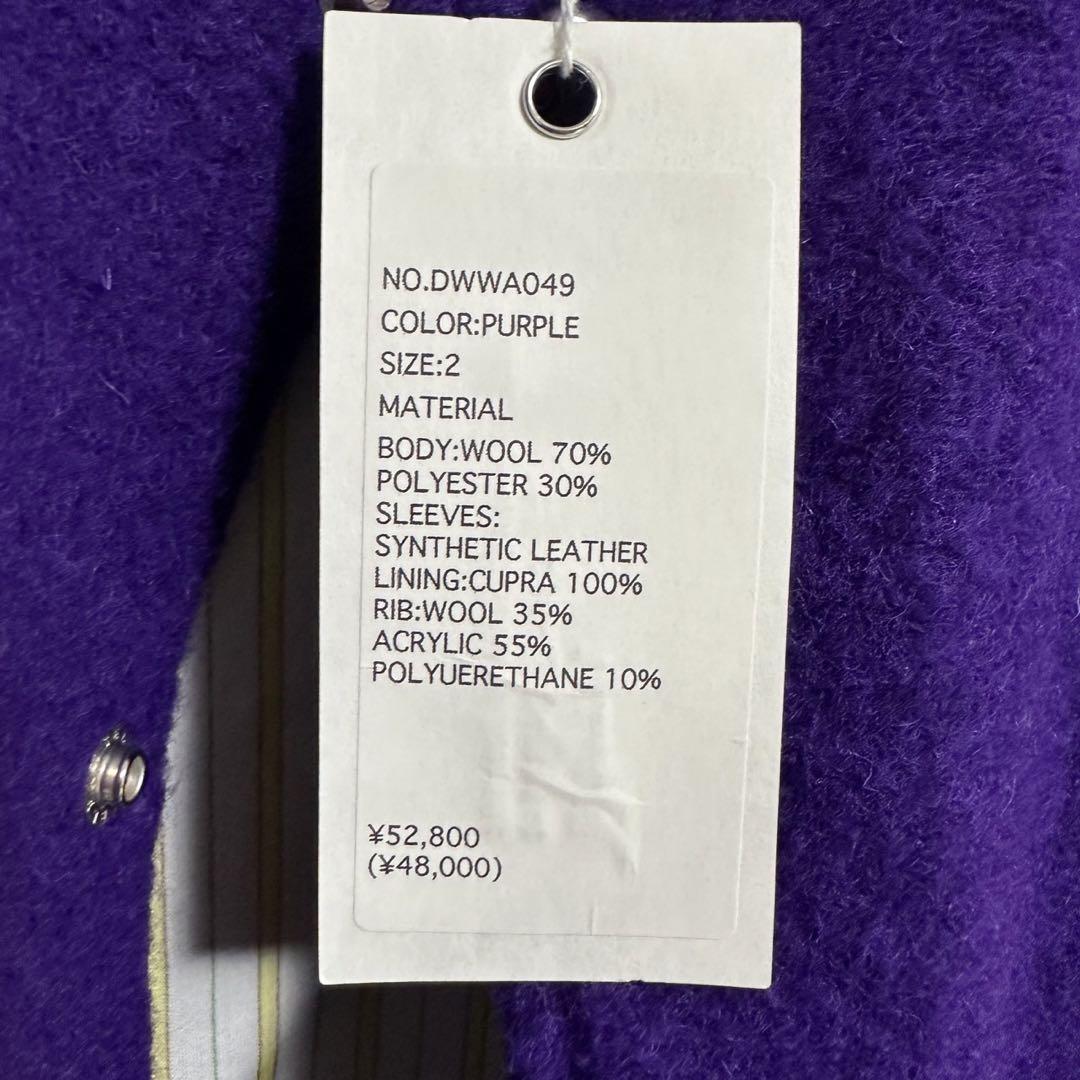 NO.DWWA049
COLOR:PURPLE
SIZE:2
MATERIAL
BODY:WOOL 70%
POLYESTER 30%
SLEEVES:
SYNTHETIC LEATHER
LINING:CUPRA 100%
RIB:WOOL 35%
ACRYLIC 55%
POLYUERETHANE 10%
¥52,800
(¥48,000)